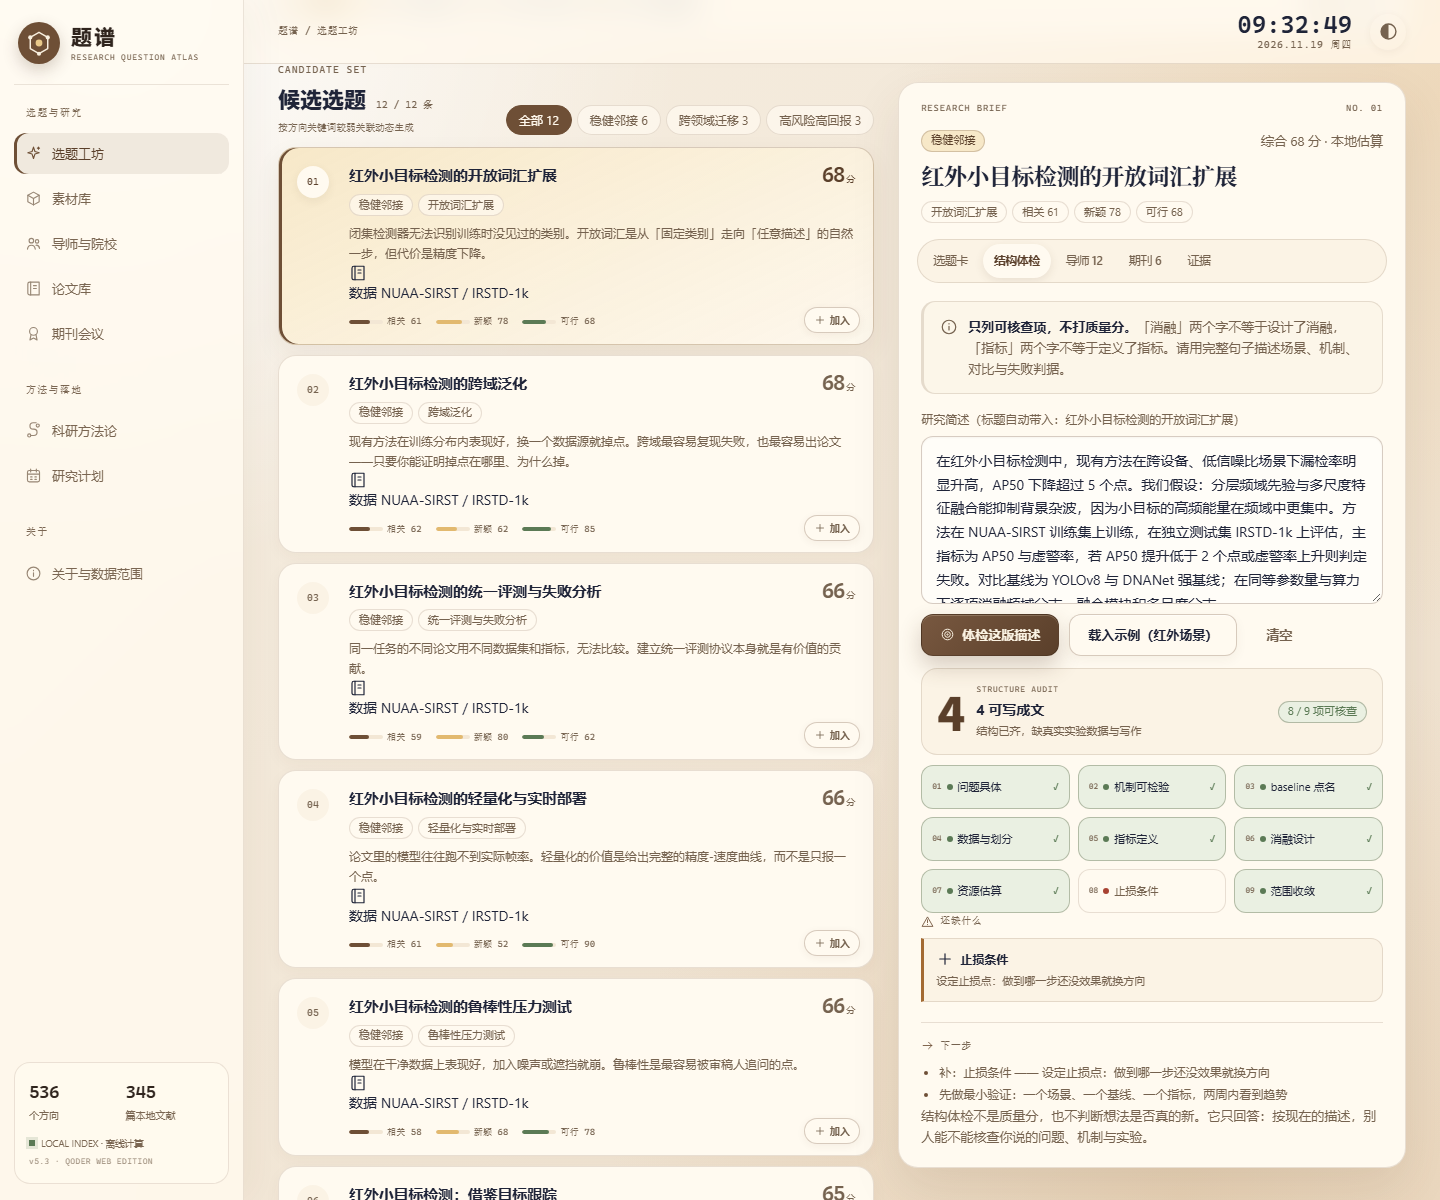 题谱
RESEARCH QUESTION ATLAS
选题与研究
选题工坊
素材库
导师与院校
论文库
期刊会议
方法与落地
科研方法论
研究计划
关于
关于与数据范围
536
个方向
345
篇本地文献
LOCAL INDEX · 离线计算
v5.3 · QODER WEB EDITION
题谱 / 选题工坊
09:32:49
2026.11.19 周四
CANDIDATE SET
候选选题 12 / 12 条
按方向关键词较弱关联动态生成
全部 12
稳健邻接 6
跨领域迁移 3
高风险高回报 3
01
红外小目标检测的开放词汇扩展
68分
稳健邻接
开放词汇扩展
闭集检测器无法识别训练时没见过的类别。开放词汇是从「固定类别」走向「任意描述」的自然
一步，但代价是精度下降。
数据 NUAA-SIRST / IRSTD-1k
相关 61
新颖 78
可行 68
加入
02
红外小目标检测的跨域泛化
68分
稳健邻接
跨域泛化
现有方法在训练分布内表现好，换一个数据源就掉点。跨域最容易复现失败，也最容易出论文
——只要你能证明掉点在哪里、为什么掉。
数据 NUAA-SIRST / IRSTD-1k
相关 62
新颖 62
可行 85
加入
03
红外小目标检测的统一评测与失败分析
66分
稳健邻接
统一评测与失败分析
同一任务的不同论文用不同数据集和指标，无法比较。建立统一评测协议本身就是有价值的贡
献。
数据 NUAA-SIRST / IRSTD-1k
相关 59
新颖 80
可行 62
加入
04
红外小目标检测的轻量化与实时部署
66分
稳健邻接
轻量化与实时部署
论文里的模型往往跑不到实际帧率。轻量化的价值是给出完整的精度-速度曲线，而不是只报一
个点。
数据 NUAA-SIRST / IRSTD-1k
相关 61
新颖 52
可行 90
加入
05
红外小目标检测的鲁棒性压力测试
66分
稳健邻接
鲁棒性压力测试
模型在干净数据上表现好，加入噪声或遮挡就崩。鲁棒性是最容易被审稿人追问的点。
数据 NUAA-SIRST / IRSTD-1k
相关 58
新颖 68
可行 78
加入
06
红外小目标检测：借鉴目标跟踪
65分
RESEARCH BRIEF
NO. 01
稳健邻接
综合 68 分 · 本地估算
红外小目标检测的开放词汇扩展
开放词汇扩展
相关 61
新颖 78
可行 68
选题卡
结构体检
导师 12
期刊 6
证据
只列可核查项，不打质量分。「消融」两个字不等于设计了消融，
「指标」两个字不等于定义了指标。请用完整句子描述场景、机制、
对比与失败判据。
研究简述（标题自动带入：红外小目标检测的开放词汇扩展）
在红外小目标检测中，现有方法在跨设备、低信噪比场景下漏检率明
显升高，AP50 下降超过 5 个点。我们假设：分层频域先验与多尺度特
征融合能抑制背景杂波，因为小目标的高频能量在频域中更集中。方
法在 NUAA-SIRST 训练集上训练，在独立测试集 IRSTD-1k 上评估，主
指标为 AP50 与虚警率，若 AP50 提升低于 2 个点或虚警率上升则判定
失败。对比基线为 YOLOv8 与 DNANet 强基线；在同等参数量与算力
下逐项消融频域分支、融合模块和多尺度分支。
体检这版描述
载入示例（红外场景）
清空
4
STRUCTURE AUDIT
4 可写成文
结构已齐，缺真实实验数据与写作
8 / 9 项可核查
01 问题具体 ✓
02 机制可检验 ✓
03 baseline 点名 ✓
04 数据与划分 ✓
05 指标定义 ✓
06 消融设计 ✓
07 资源估算 ✓
08 止损条件
09 范围收敛 ✓
还缺什么
止损条件
设定止损点：做到哪一步还没效果就换方向
下一步
补：止损条件 —— 设定止损点：做到哪一步还没效果就换方向
先做最小验证：一个场景、一个基线、一个指标，两周内看到趋势
结构体检不是质量分，也不判断想法是否真的新。它只回答：按现在的描述，别
人能不能核查你说的问题、机制与实验。